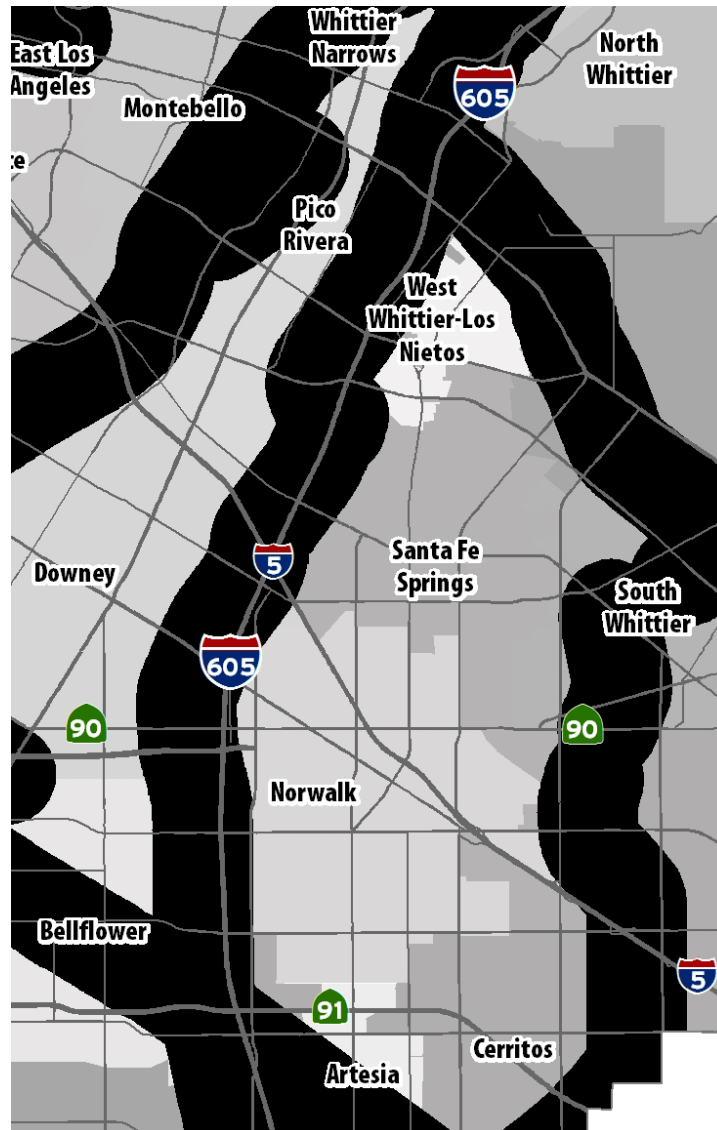 Whittier
Narrows
North
Whittier
East Los
Angeles
605
Montebello
Pico
Rivera
West
Whittier-Los
Nietos
5
Santa Fe
Springs
Downey
South
Whittier
605
90
90
Norwalk
Bellflower
5
91
Cerritos
Artesia